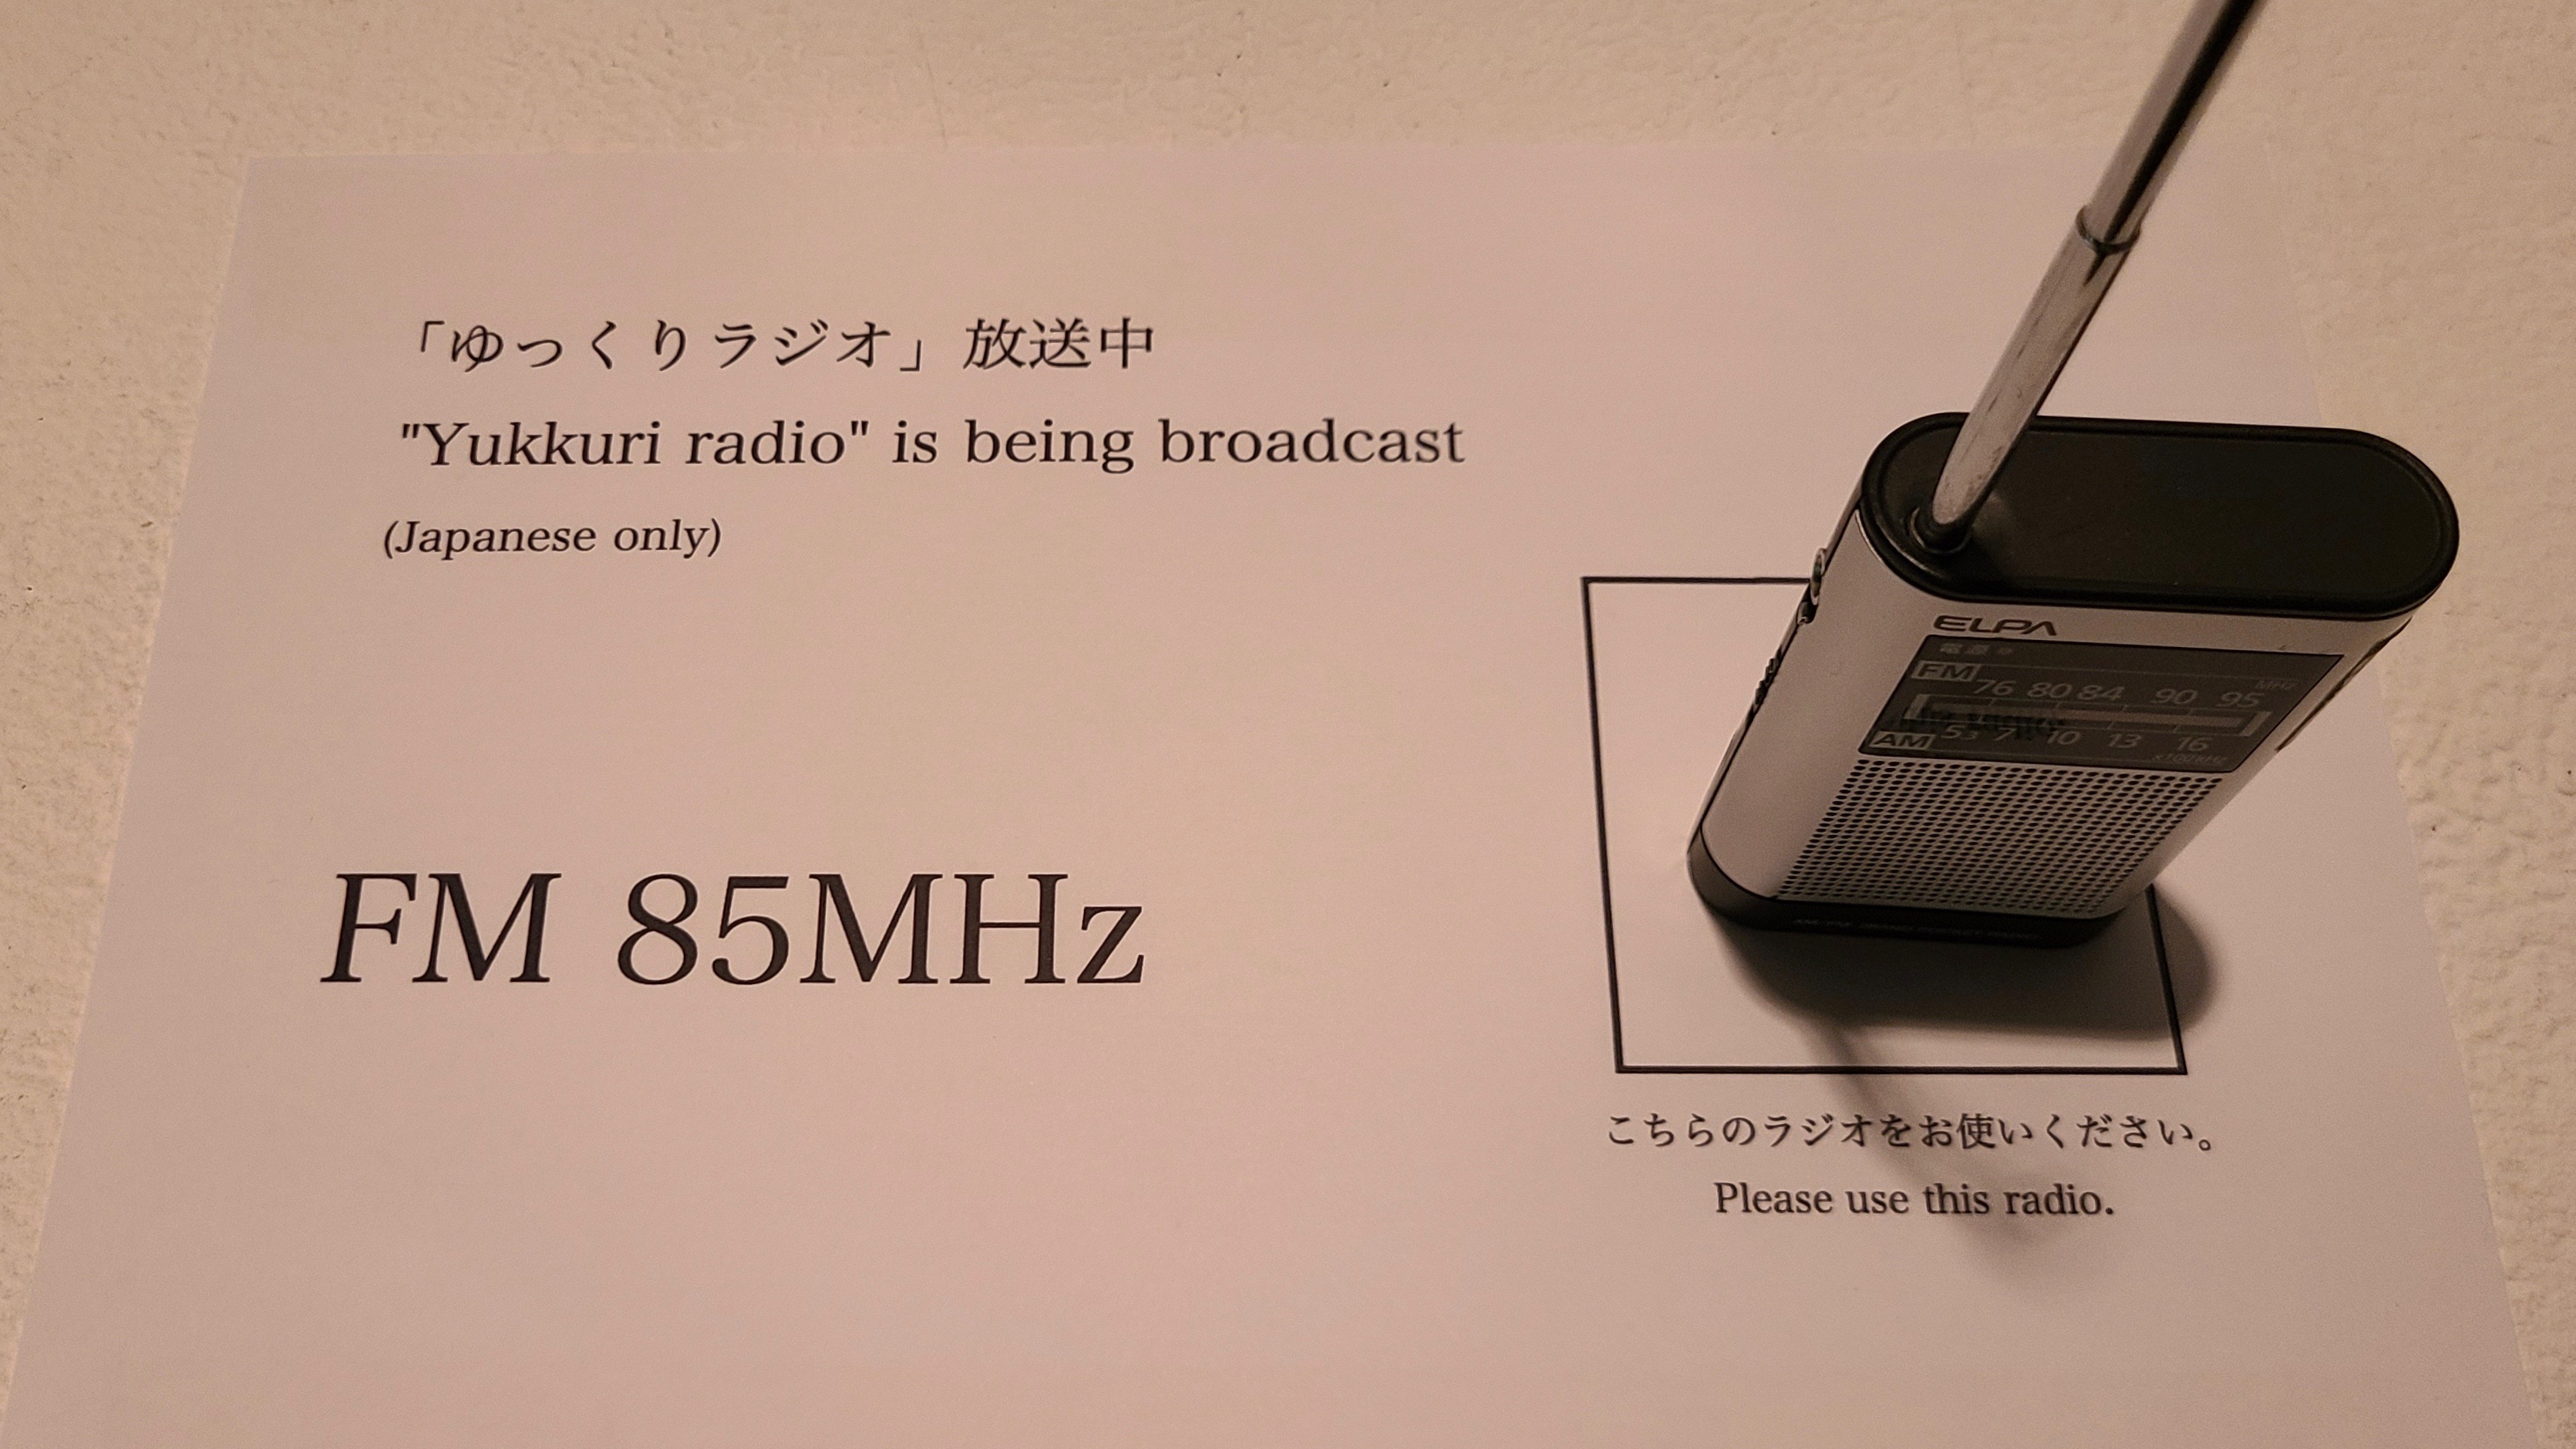 「ゆっくりラジオ」放送中
"Yukkuri radio" is being broadcast
(Japanese only)
FM 85MHz
ELPA
電源
FM 76 80 84 90 95 MHz
AM 53 7 10 13 16
x100kHz
こちらのラジオをお使いください。
Please use this radio.